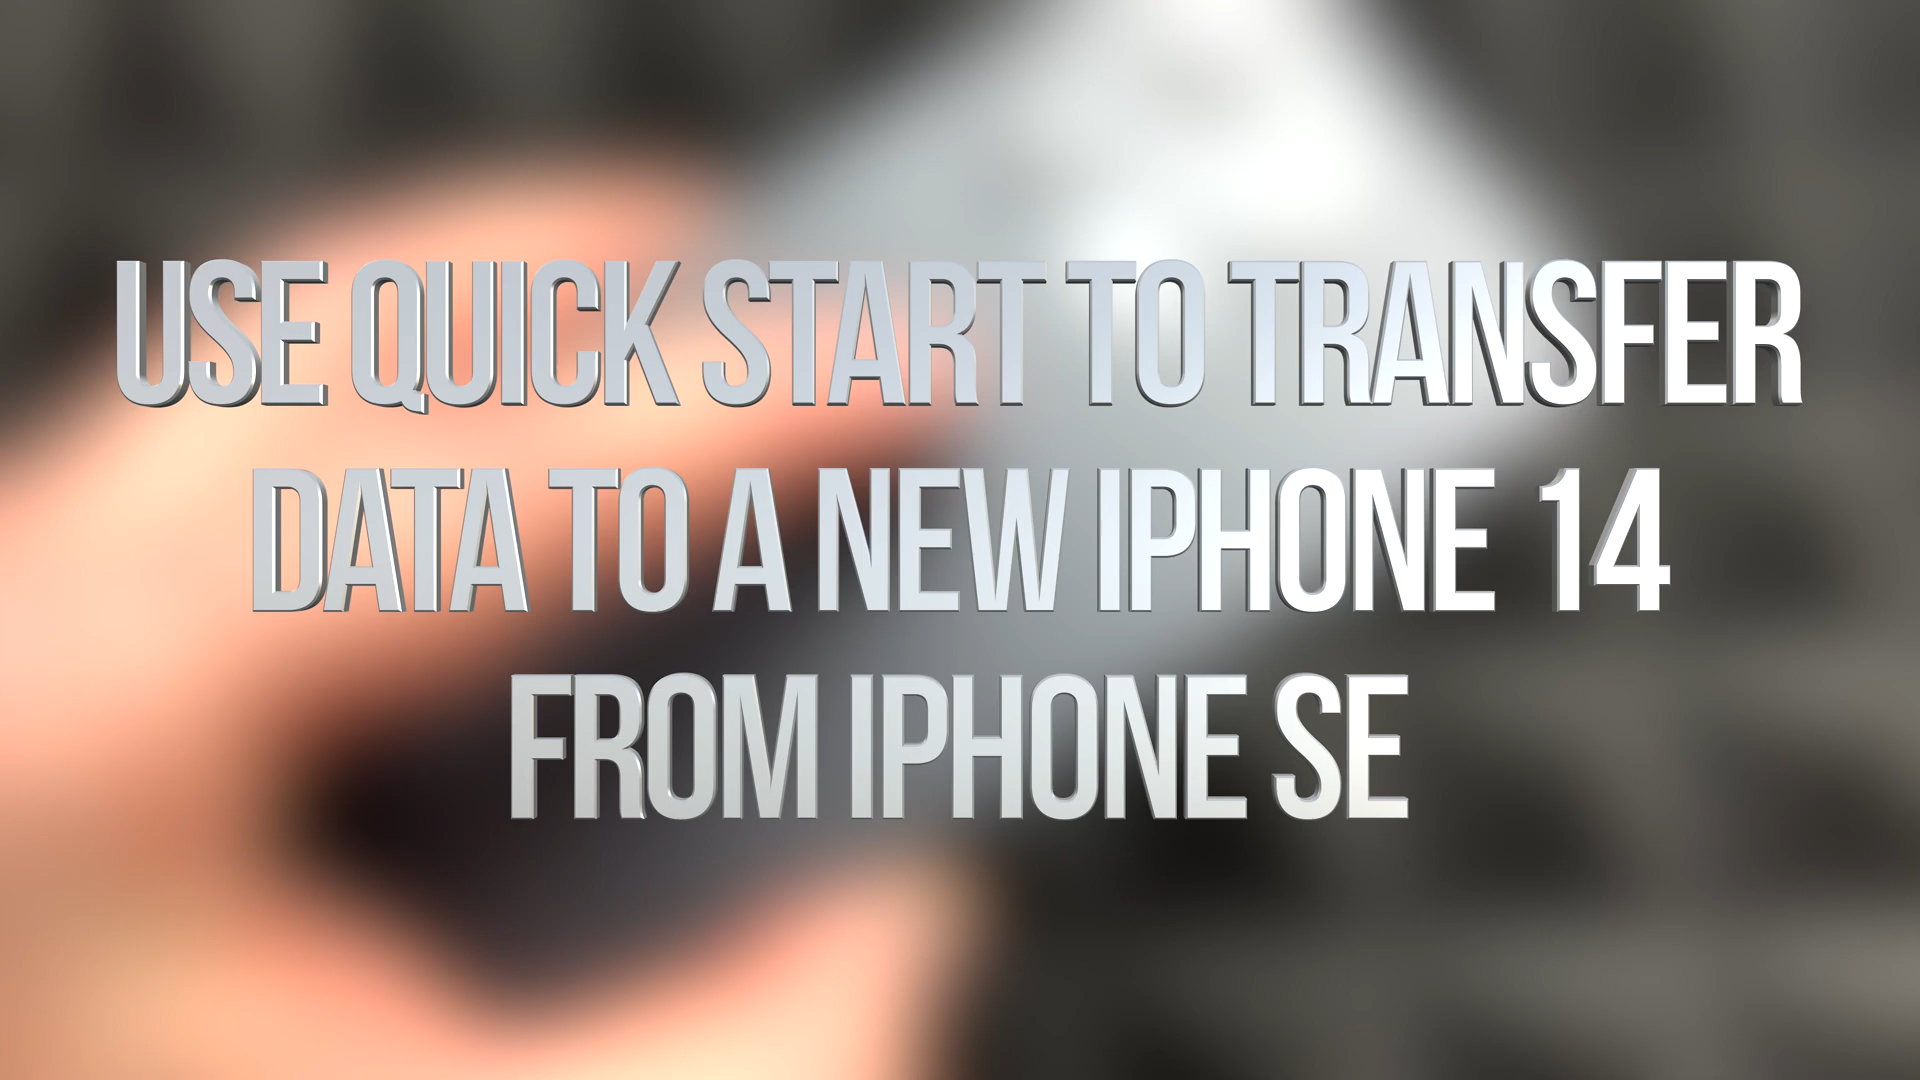 USE QUICK START TO TRANSFER
DATA TO A NEW IPHONE 14
FROM IPHONE SE